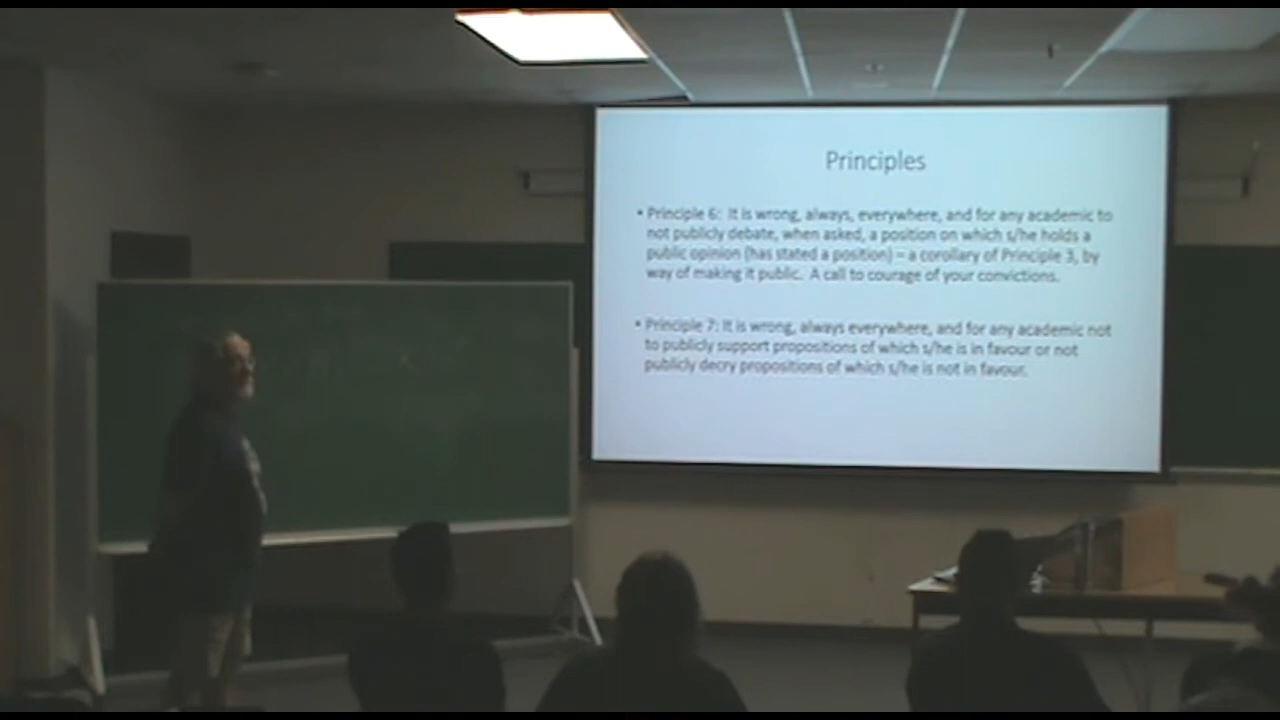 Principles
• Principle 6: It is wrong, always, everywhere, and for any academic to
not publicly debate, when asked, a position on which s/he holds a
public opinion (has stated a position) – a corollary of Principle 3, by
way of making it public. A call to courage of your convictions.
• Principle 7: It is wrong, always everywhere, and for any academic not
to publicly support propositions of which s/he is in favour or not
publicly decry propositions of which s/he is not in favour.